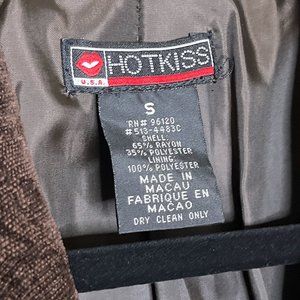 HOTKISS
U.S.A.
S
RN# 96120
#513-4483C
SHELL:
65% RAYON
35% POLYESTER
LINING:
100% POLYESTER
MADE IN
MACAU
FABRIQUE EN
MACAO
DRY CLEAN ONLY